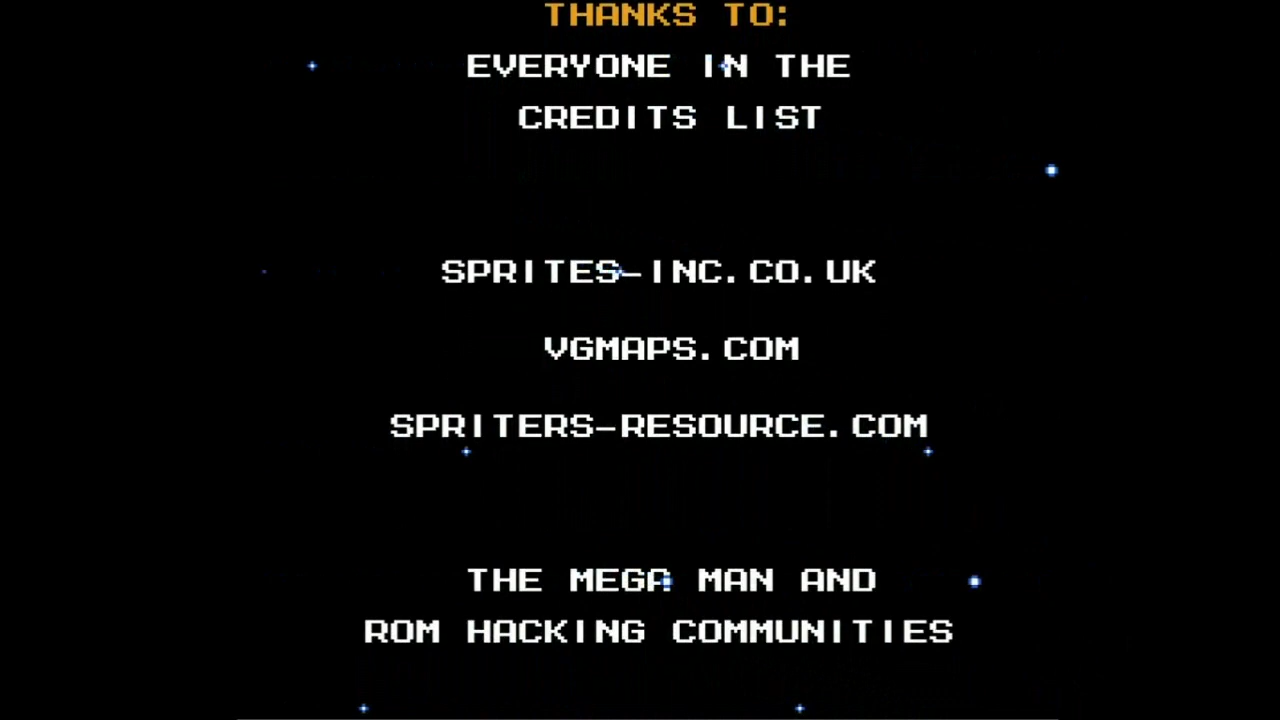 THANKS TO:
EVERYONE IN THE
CREDITS LIST
SPRITES-INC.CO.UK
VGMAPS.COM
SPRITERS-RESOURCE.COM
THE MEGA MAN AND
ROM HACKING COMMUNITIES